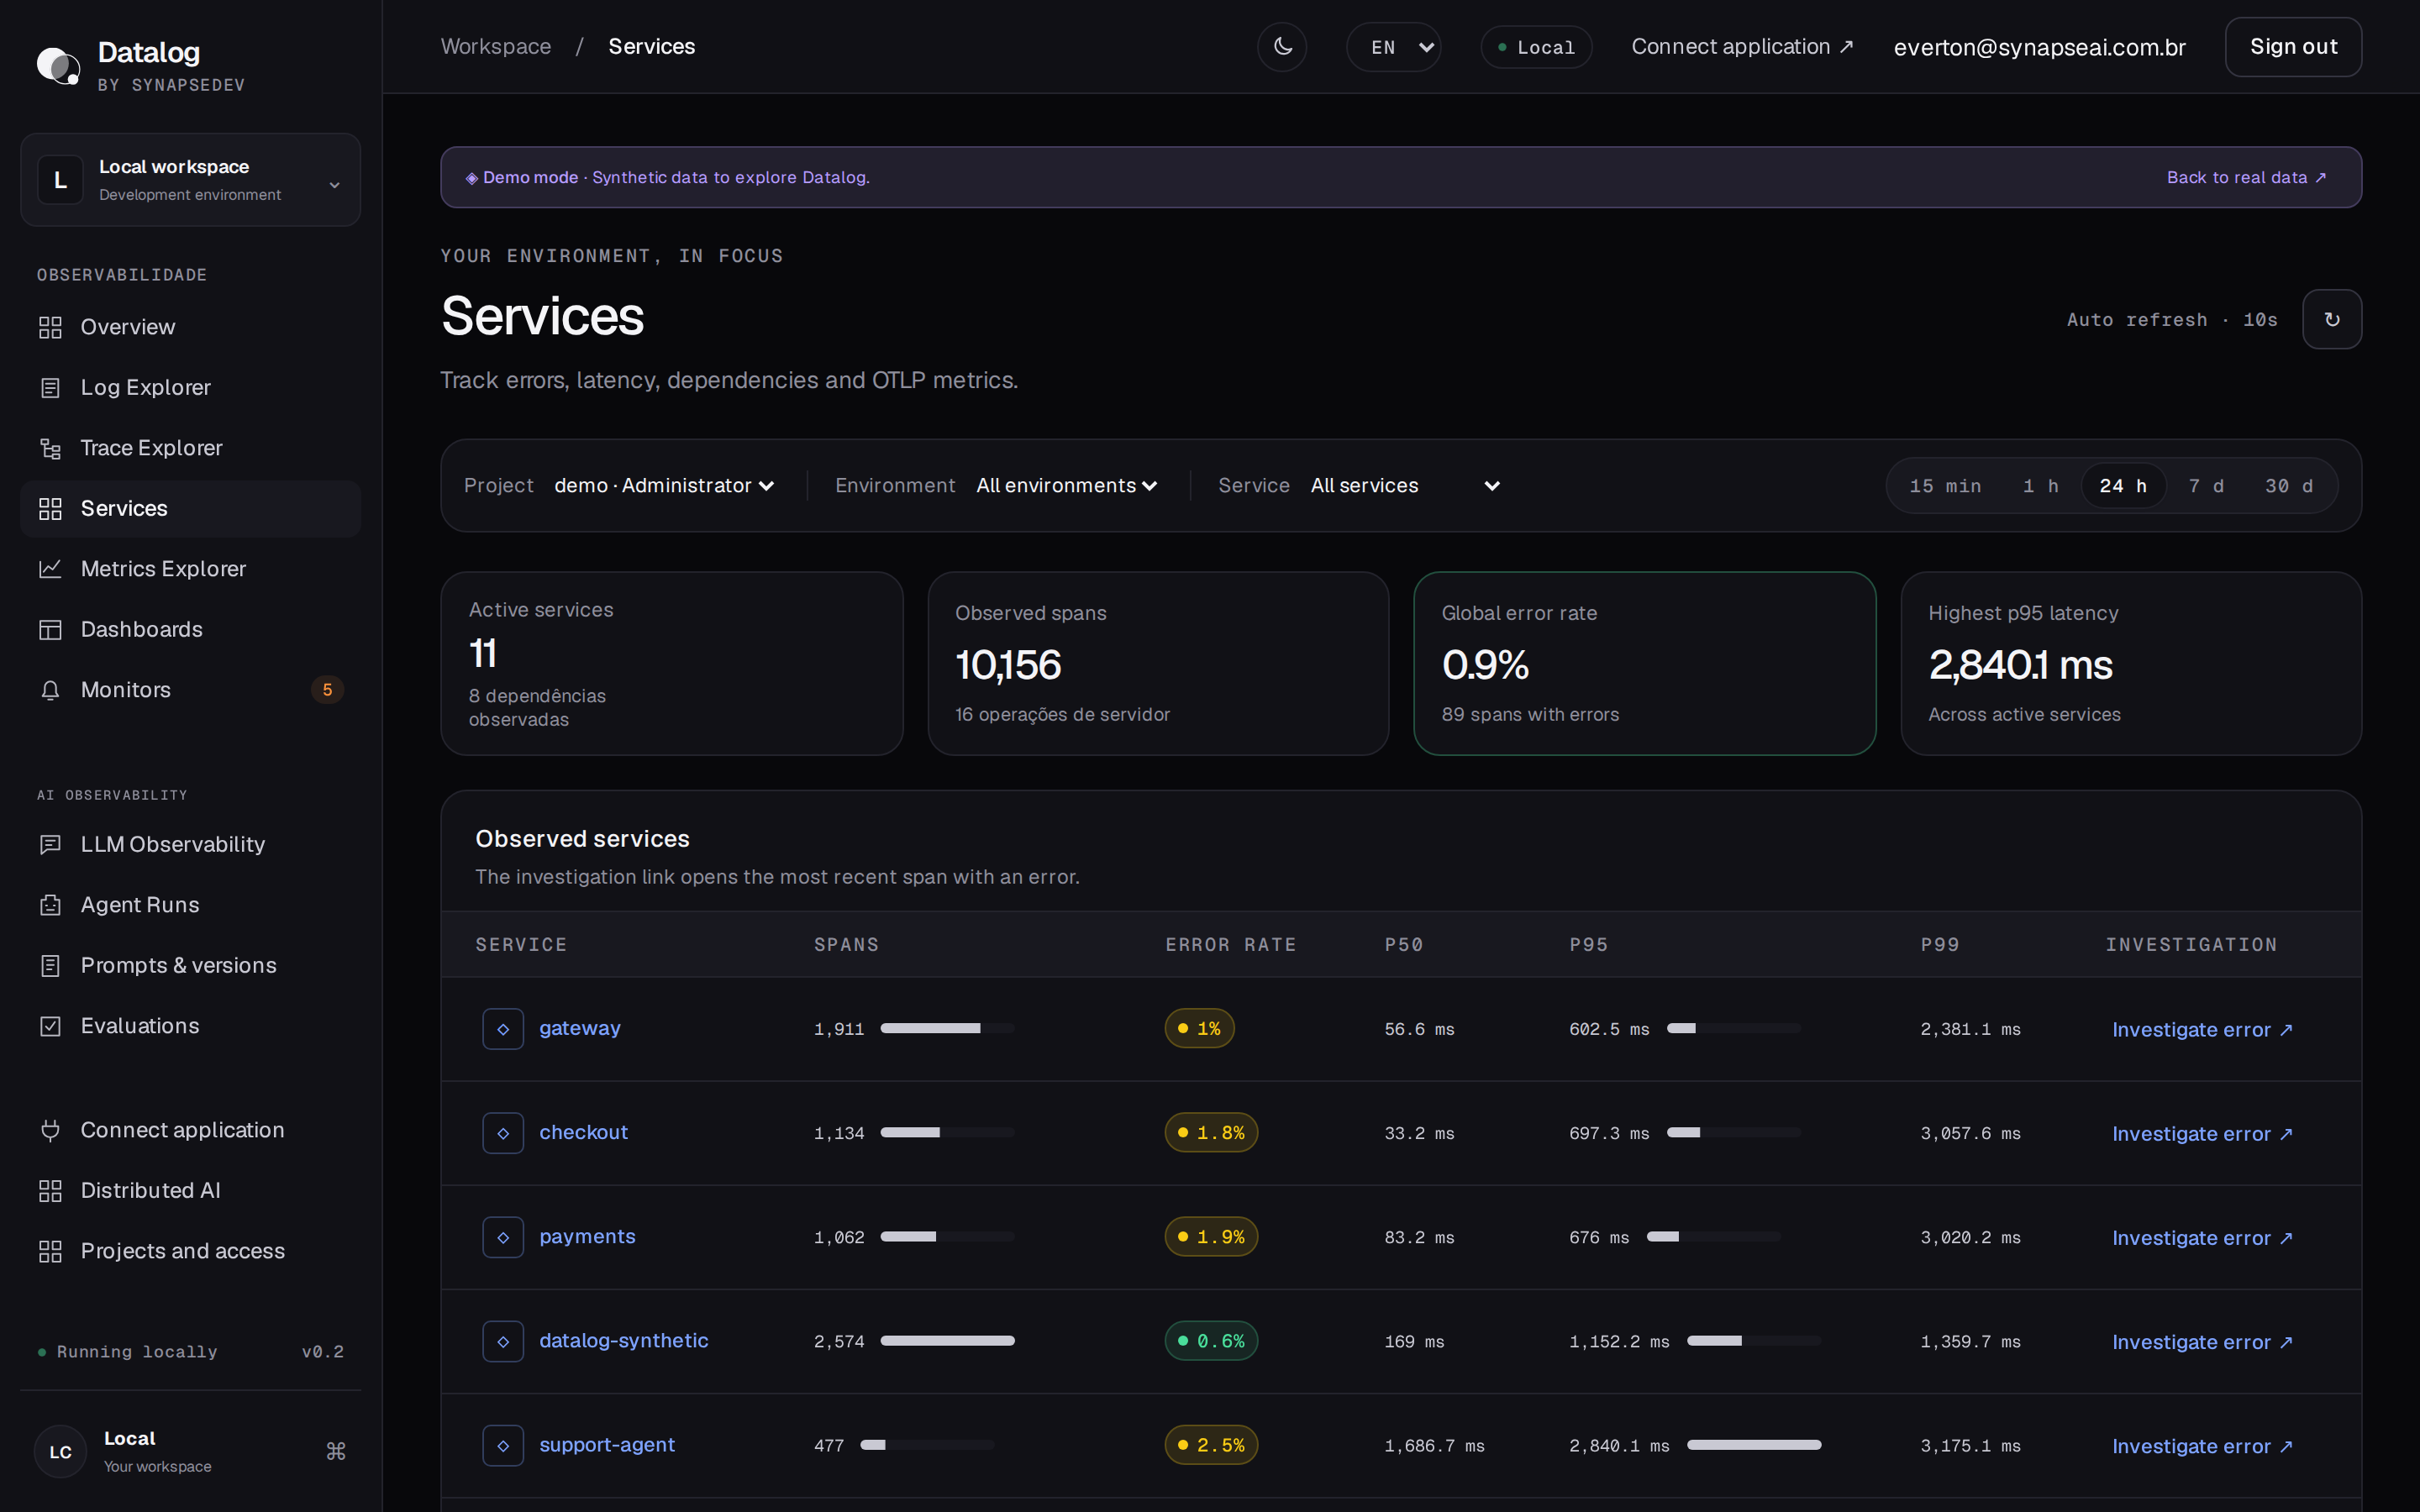 Datalog
BY SYNAPSEDEV
L
Local workspace
Development environment
OBSERVABILIDADE
Overview
Log Explorer
Trace Explorer
Services
Metrics Explorer
Dashboards
Monitors 5
AI OBSERVABILITY
LLM Observability
Agent Runs
Prompts & versions
Evaluations
Connect application
Distributed AI
Projects and access
Running locally v0.2
LC
Local
Your workspace
⌘
Workspace / Services
EN
Local
Connect application ↗
everton@synapseai.com.br
Sign out
◈ Demo mode · Synthetic data to explore Datalog.
Back to real data ↗
YOUR ENVIRONMENT, IN FOCUS
Services
Auto refresh · 10s ↻
Track errors, latency, dependencies and OTLP metrics.
Project demo · Administrator
Environment All environments
Service All services
15 min 1 h 24 h 7 d 30 d
Active services
11
8 dependências
observadas
Observed spans
10,156
16 operações de servidor
Global error rate
0.9%
89 spans with errors
Highest p95 latency
2,840.1 ms
Across active services
Observed services
The investigation link opens the most recent span with an error.
SERVICE SPANS ERROR RATE P50 P95 P99 INVESTIGATION
◇ gateway 1,911 1% 56.6 ms 602.5 ms 2,381.1 ms Investigate error ↗
◇ checkout 1,134 1.8% 33.2 ms 697.3 ms 3,057.6 ms Investigate error ↗
◇ payments 1,062 1.9% 83.2 ms 676 ms 3,020.2 ms Investigate error ↗
◇ datalog-synthetic 2,574 0.6% 169 ms 1,152.2 ms 1,359.7 ms Investigate error ↗
◇ support-agent 477 2.5% 1,686.7 ms 2,840.1 ms 3,175.1 ms Investigate error ↗